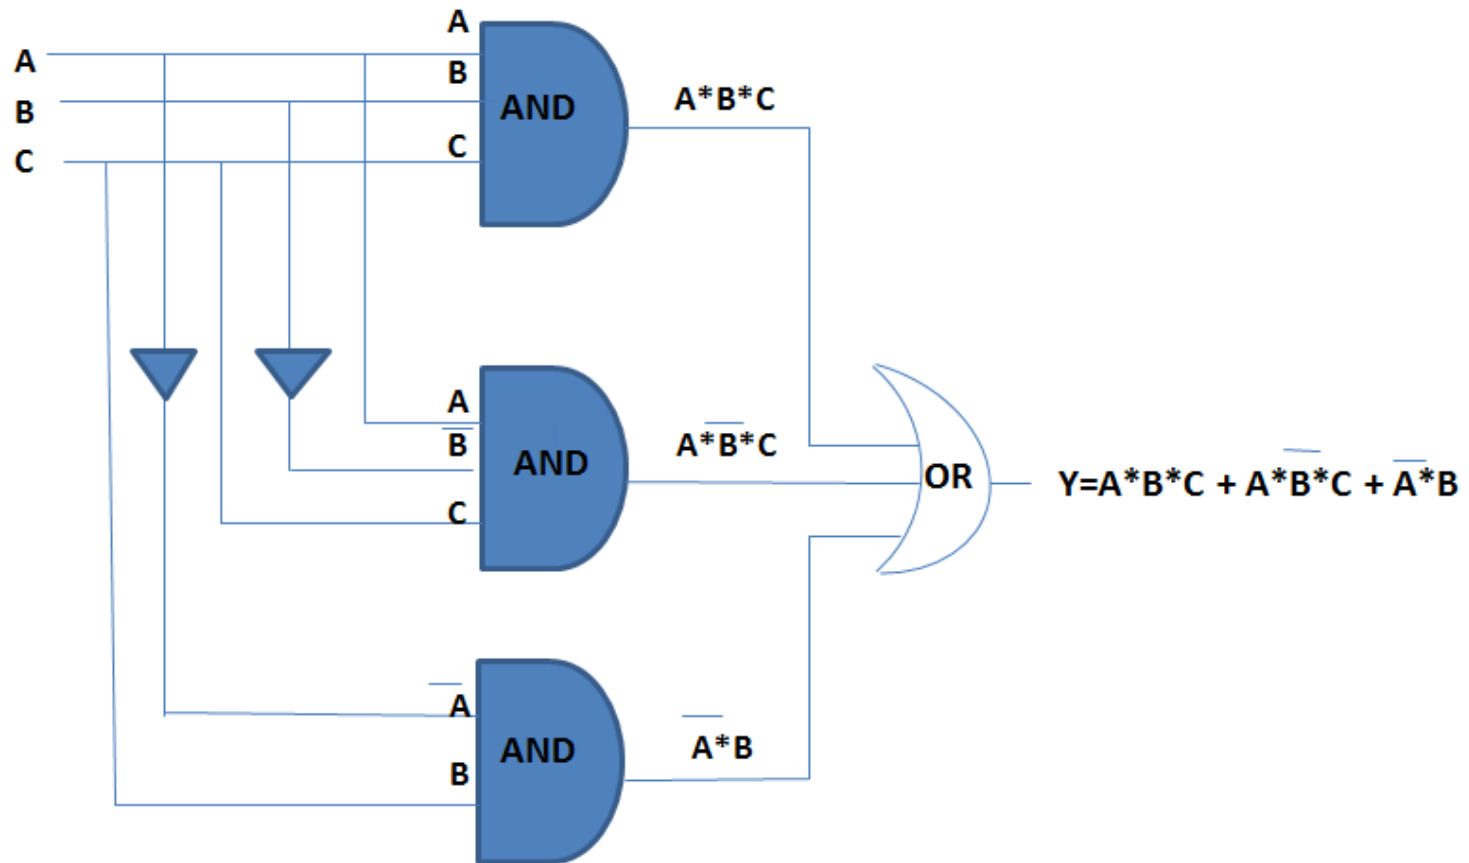 A
B
C
A
B
C
AND
A*B*C
A
B̅
C
AND
A*B̅*C
OR
Y=A*B*C + A*B̅*C + A̅*B
A̅
B
AND
A̅*B